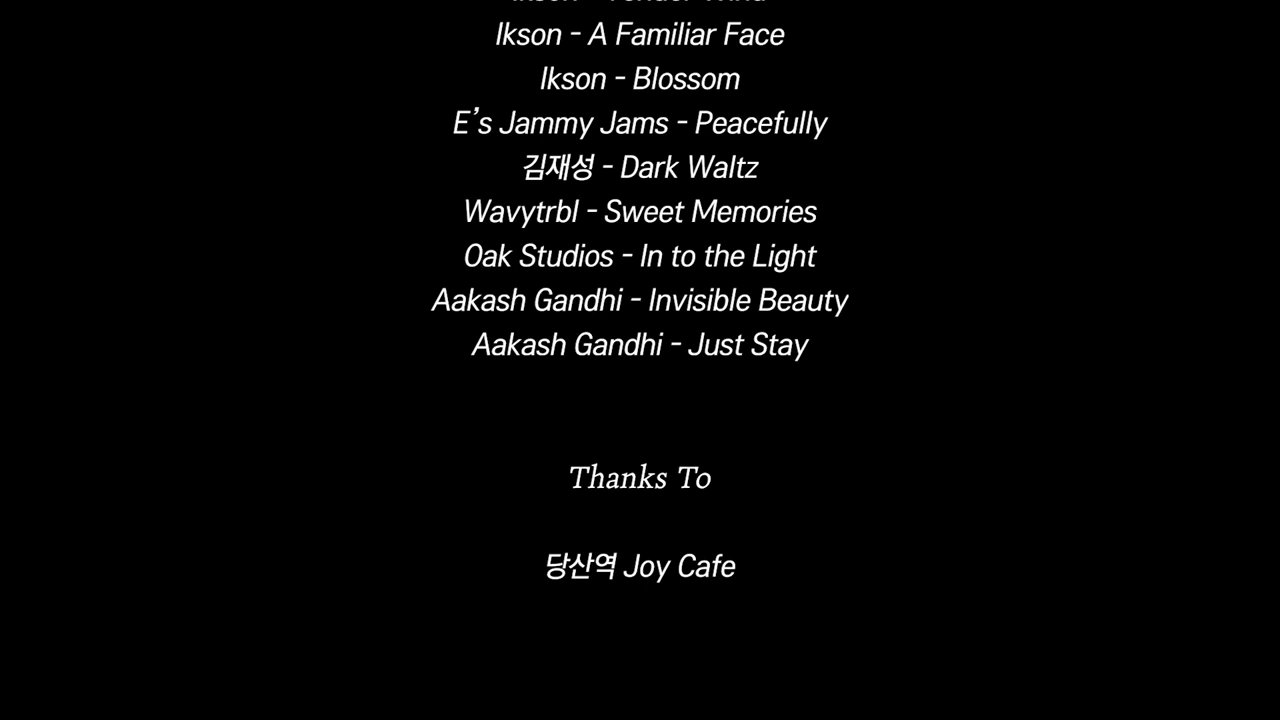 Ikson - A Familiar Face
Ikson - Blossom
E's Jammy Jams - Peacefully
김재성 - Dark Waltz
Wavytrbl - Sweet Memories
Oak Studios - In to the Light
Aakash Gandhi - Invisible Beauty
Aakash Gandhi - Just Stay
Thanks To
당산역 Joy Cafe